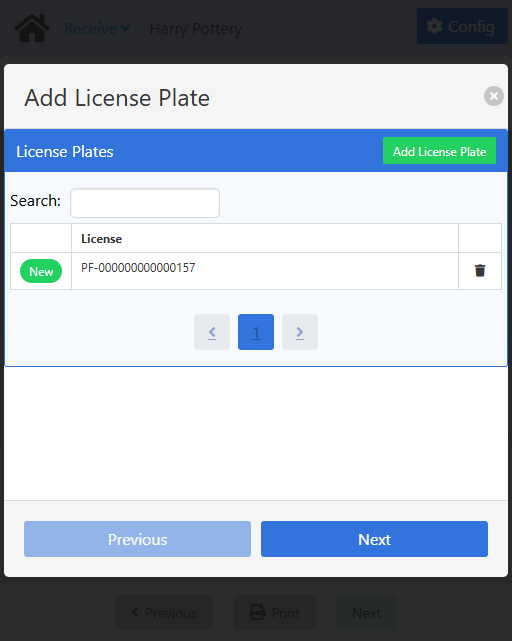 Receive Harry Pottery Config
Add License Plate
License Plates Add License Plate
Search:
License
New PF-000000000000157
1
Previous Next
Previous Print Next